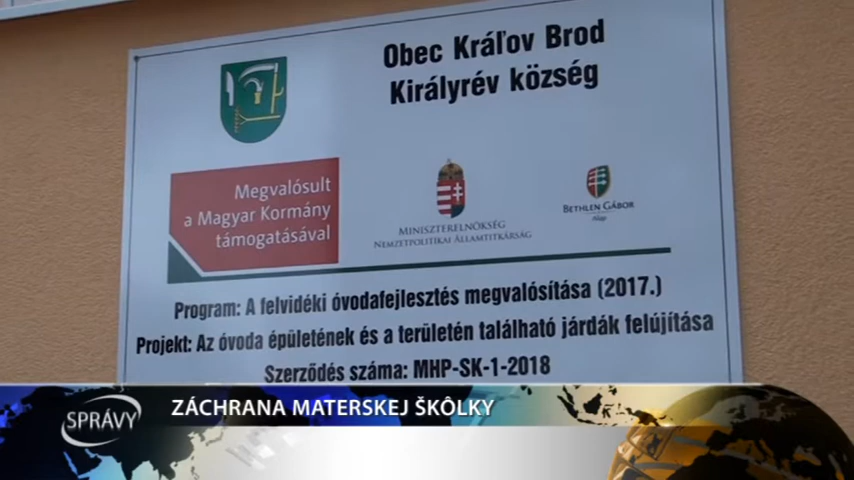 Obec Kráľov Brod
Királyrév község
Megvalósult
a Magyar Kormány
támogatásával
MINISZTERELNÖKSÉG
NEMZETPOLITIKAI ÁLLAMTITKÁRSÁG
BETHLEN GÁBOR
Alap
Program: A felvidéki óvodafejlesztés megvalósítása (2017.)
Projekt: Az óvoda épületének és a területén található járdák felújítása
Szerződés száma: MHP-SK-1-2018
SPRÁVY
ZÁCHRANA MATERSKEJ ŠKÔLKY